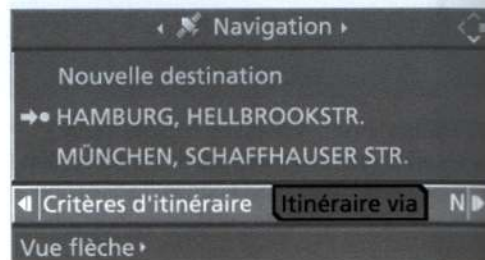 Navigation
Nouvelle destination
HAMBURG, HELLBROOKSTR.
MÜNCHEN, SCHAFFHAUSER STR.
Critères d'itinéraire Itinéraire via N
Vue flèche